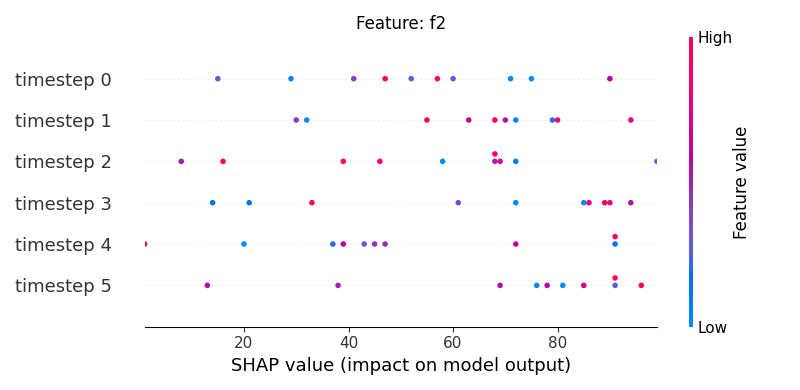 Feature: f2
High
timestep 0
timestep 1
timestep 2
timestep 3
timestep 4
timestep 5
Feature value
Low
20 40 60 80
SHAP value (impact on model output)